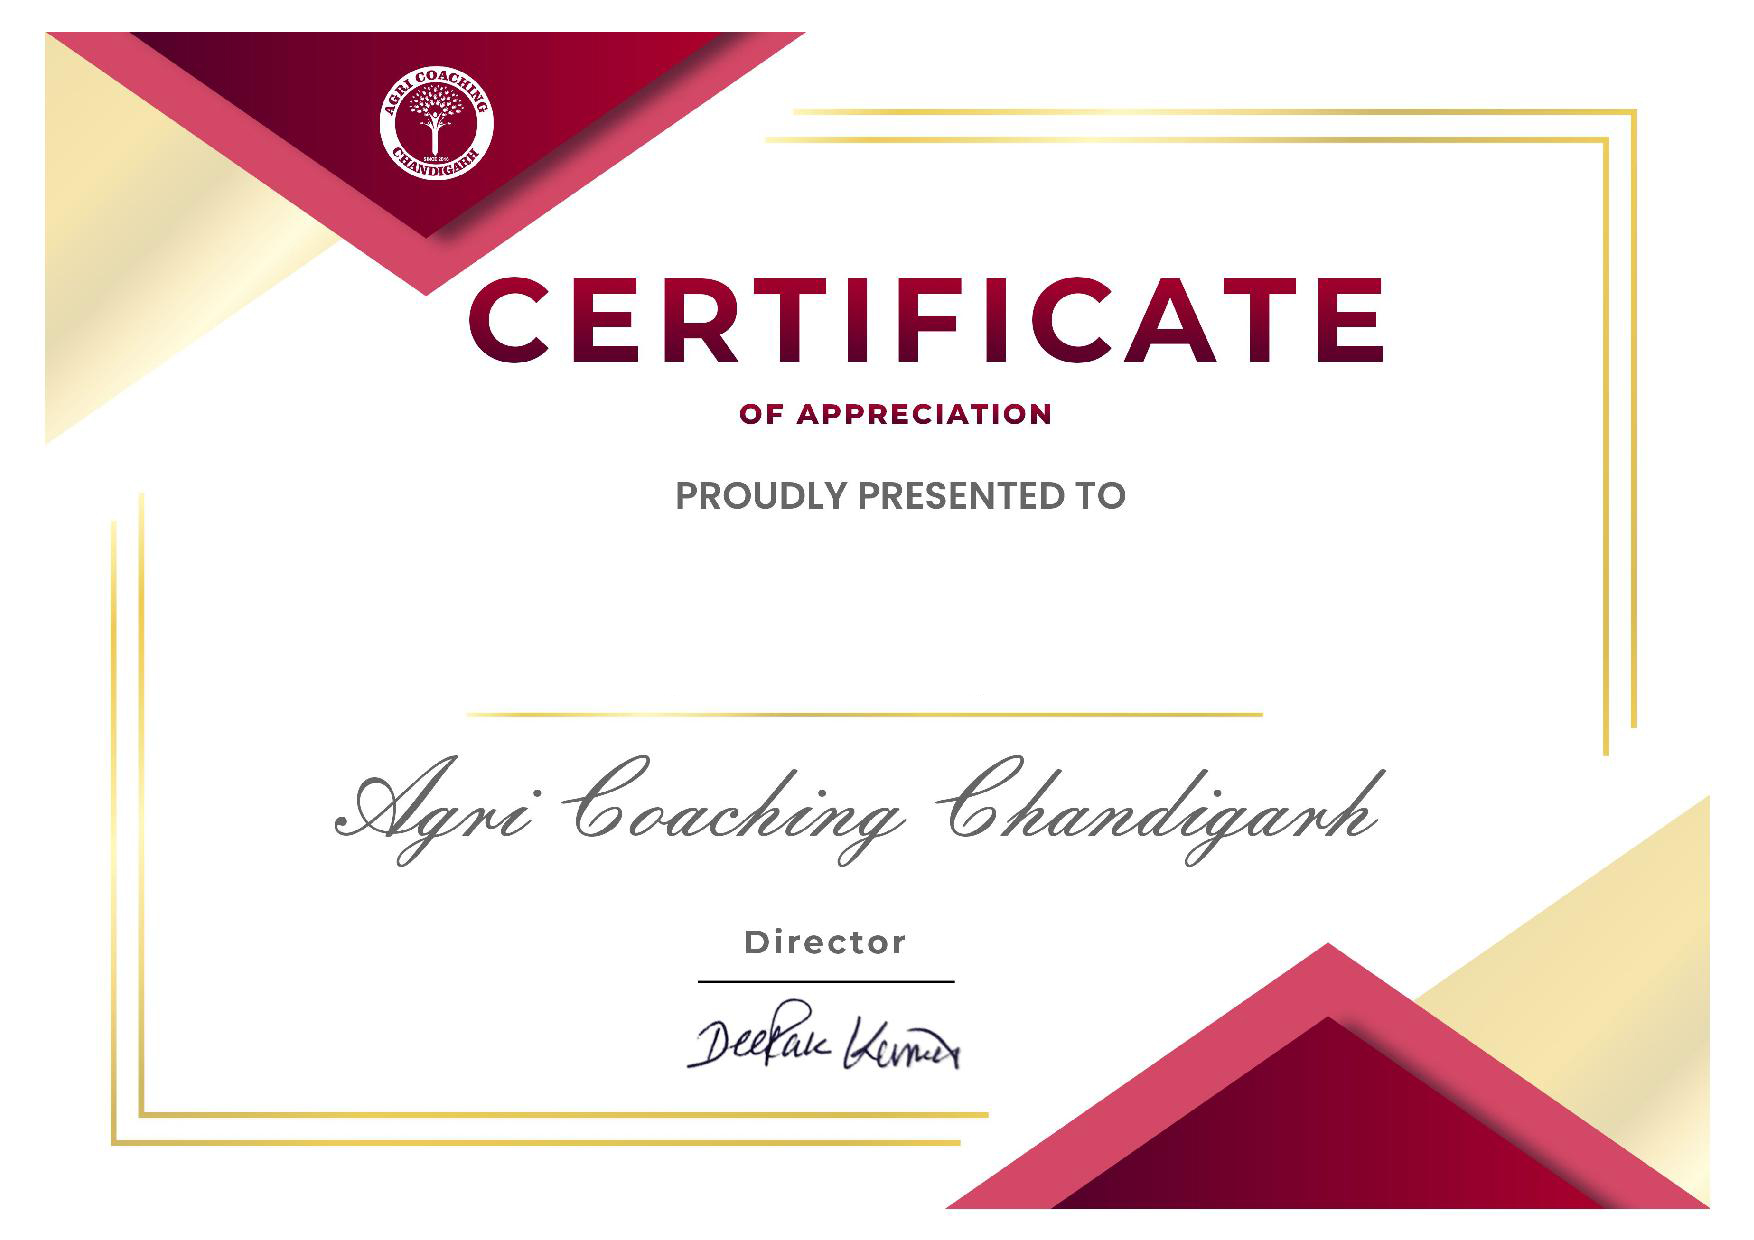 AGRI COACHING
SINCE 2016
CHANDIGARH
CERTIFICATE
OF APPRECIATION
PROUDLY PRESENTED TO
Agri Coaching Chandigarh
Director
Deepak Kumar